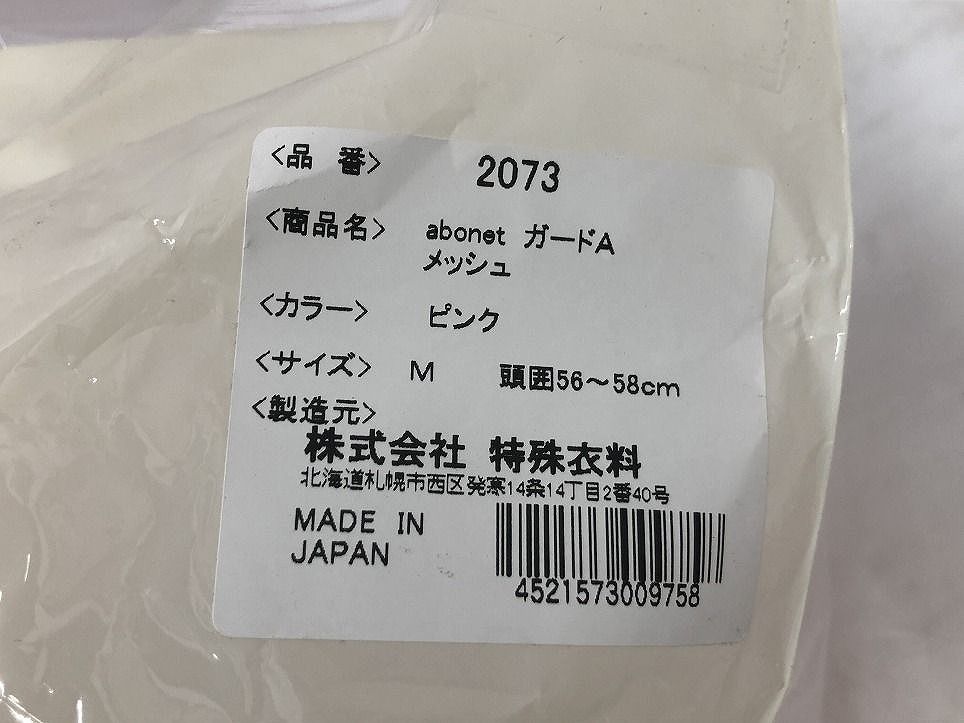 <品 番> 2073
<商品名> abonet ガードA
メッシュ
<カラー> ピンク
<サイズ> M 頭囲56～58cm
<製造元>
株式会社 特殊衣料
北海道札幌市西区発寒14条14丁目2番40号
MADE IN
JAPAN
4521573009758